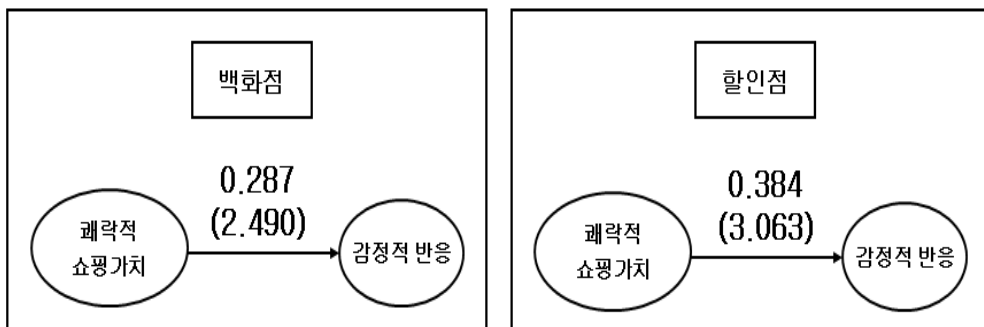 백화점
0.287
(2.490)
쾌락적
쇼핑가치
감정적 반응
할인점
0.384
(3.063)
쾌락적
쇼핑가치
감정적 반응